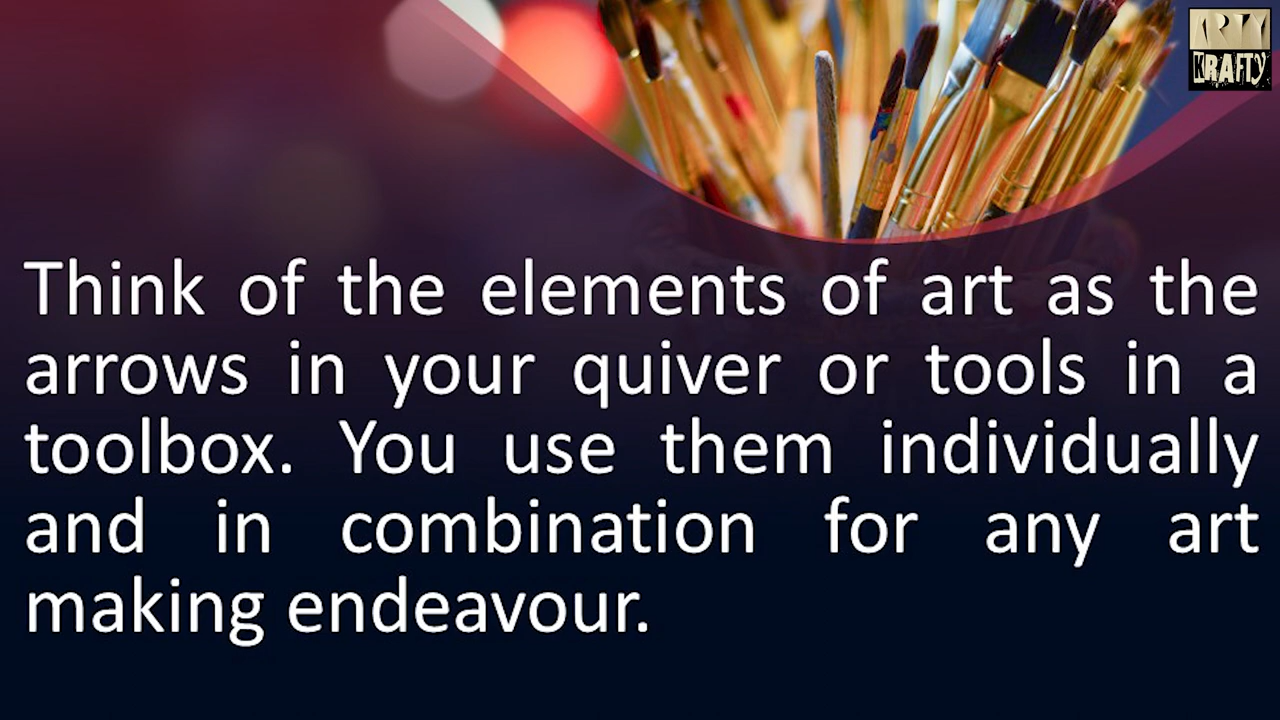 ARTY
KRAFTY
Think of the elements of art as the
arrows in your quiver or tools in a
toolbox. You use them individually
and in combination for any art
making endeavour.